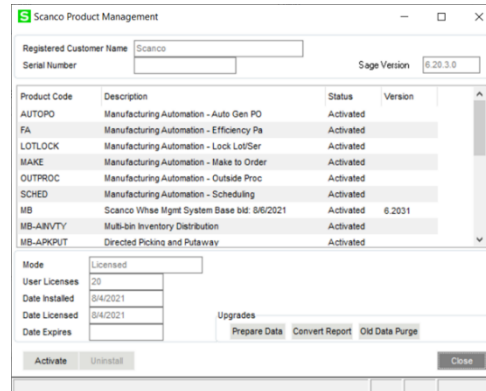 S Scanco Product Management
Registered Customer Name Scanco
Serial Number Sage Version 6.20.3.0
Product Code Description Status Version
AUTOPO Manufacturing Automation - Auto Gen PO Activated
FA Manufacturing Automation - Efficiency Pa Activated
LOTLOCK Manufacturing Automation - Lock Lot/Ser Activated
MAKE Manufacturing Automation - Make to Order Activated
OUTPROC Manufacturing Automation - Outside Proc Activated
SCHED Manufacturing Automation - Scheduling Activated
MB Scanco Whse Mgmt System Base bld: 8/6/2021 Activated 6.2031
MB-AINVTY Multi-bin Inventory Distribution Activated
MB-APKPUT Directed Picking and Putaway Activated
Mode Licensed
User Licenses 20
Date Installed 8/4/2021
Date Licensed 8/4/2021 Upgrades
Date Expires Prepare Data Convert Report Old Data Purge
Activate Uninstall Close